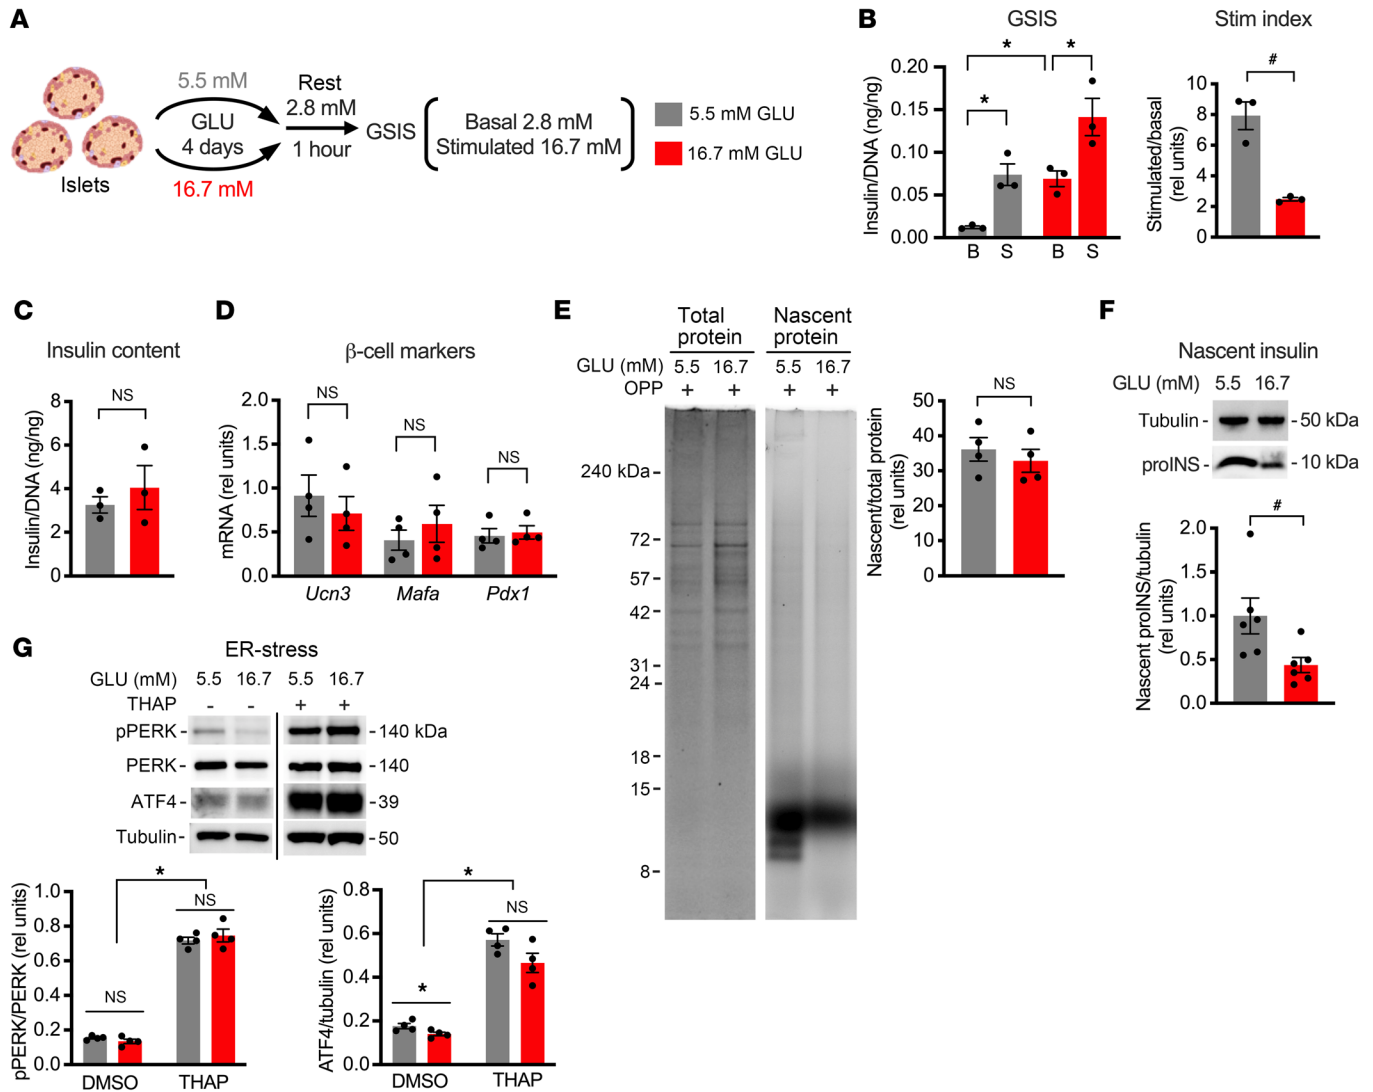 A
5.5 mM
GLU
4 days
16.7 mM
Islets
Rest
2.8 mM
1 hour
GSIS
Basal 2.8 mM
Stimulated 16.7 mM
5.5 mM GLU
16.7 mM GLU
B
GSIS
Insulin/DNA (ng/ng)
0.20
0.15
0.10
0.05
0.00
*
*
*
B S B S
Stim index
Stimulated/basal
(rel units)
10
8
6
4
2
0
#
C
Insulin content
Insulin/DNA (ng/ng)
8
6
4
2
0
NS
D
β-cell markers
mRNA (rel units)
2.0
1.5
1.0
0.5
0.0
NS
NS
NS
Ucn3 Mafa Pdx1
E
Total
protein
Nascent
protein
GLU (mM) 5.5 16.7 5.5 16.7
OPP + + + +
240 kDa
72
57
42
31
24
18
15
8
Nascent/total protein
(rel units)
50
40
30
20
10
0
NS
F
Nascent insulin
GLU (mM) 5.5 16.7
Tubulin - - 50 kDa
proINS - - 10 kDa
Nascent proINS/tubulin
(rel units)
2.0
1.5
1.0
0.5
0.0
#
G
ER-stress
GLU (mM) 5.5 16.7 5.5 16.7
THAP - - + +
pPERK - - 140 kDa
PERK - - 140
ATF4 - - 39
Tubulin - - 50
pPERK/PERK (rel units)
1.0
0.8
0.6
0.4
0.2
0.0
*
NS
NS
DMSO THAP
ATF4/tubulin (rel units)
0.8
0.6
0.4
0.2
0.0
*
NS
*
DMSO THAP